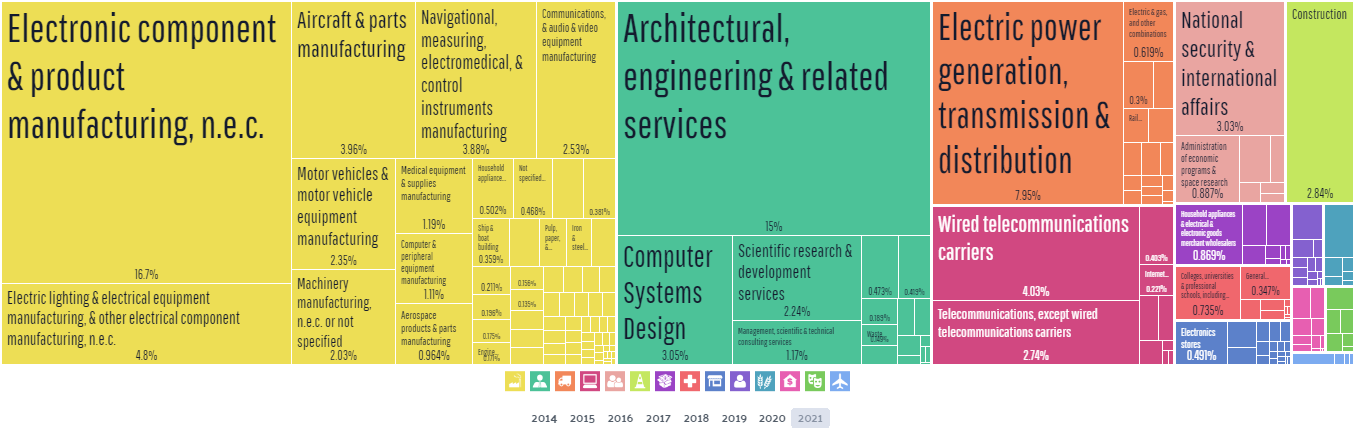 Electronic component
& product
manufacturing, n.e.c.
16.7%
Electric lighting & electrical equipment
manufacturing, & other electrical component
manufacturing, n.e.c.
4.8%
Aircraft & parts
manufacturing
3.96%
Navigational,
measuring,
electromedical, &
control
instruments
manufacturing
3.88%
Communications,
& audio & video
equipment
manufacturing
2.53%
Motor vehicles &
motor vehicle
equipment
manufacturing
2.35%
Machinery
manufacturing,
n.e.c. or not
specified
2.03%
Medical equipment
& supplies
manufacturing
1.19%
Computer &
peripheral
equipment
manufacturing
1.11%
Aerospace
products & parts
manufacturing
0.964%
Household
appliance...
0.502%
Not
specified...
0.468%
0.381%
Ship &
boat
building
0.359%
Pulp,
paper,
&...
Iron
&
steel...
0.211%
0.196%
0.175%
Engine,
0.156%
0.139%
Architectural,
engineering & related
services
15%
Computer
Systems
Design
3.05%
Scientific research &
development
services
2.24%
Management, scientific & technical
consulting services
1.17%
0.473%
0.419%
0.189%
Waste
Electric power
generation,
transmission &
distribution
7.95%
Electric & gas,
and other
combinations
0.619%
0.3%
Rail...
Wired telecommunications
carriers
4.03%
Telecommunications, except wired
telecommunications carriers
2.74%
0.403%
Internet...
0.227%
National
security &
international
affairs
3.03%
Administration
of economic
programs &
space research
0.887%
Construction
2.84%
Household appliances
& electrical &
electronic goods
merchant wholesalers
0.869%
Colleges, universities
& professional
schools, including...
0.735%
General...
0.347%
Electronics
stores
0.491%
2014 2015 2016 2017 2018 2019 2020 2021